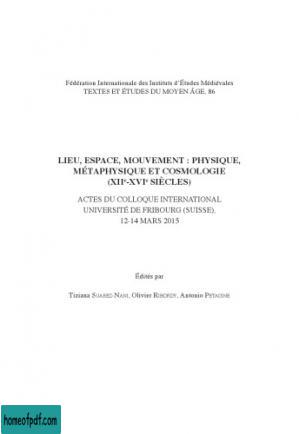 Fédération Internationale des Instituts d'Études Médiévales
TEXTES ET ÉTUDES DU MOYEN ÂGE, 86
LIEU, ESPACE, MOUVEMENT : PHYSIQUE,
MÉTAPHYSIQUE ET COSMOLOGIE
(XIIe-XVIe SIÈCLES)
ACTES DU COLLOQUE INTERNATIONAL
UNIVERSITÉ DE FRIBOURG (SUISSE),
12-14 MARS 2015
Édités par
Tiziana SUAREZ-NANI, Olivier RIBORDY, Antonio PETAGINE
homeofpdf.com